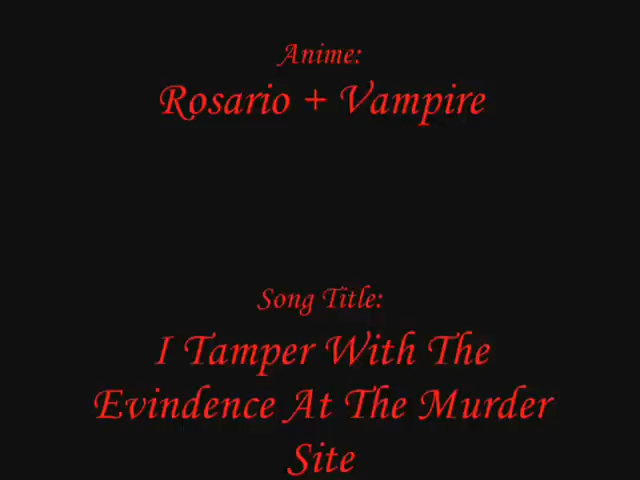 Anime:
Rosario + Vampire
Song Title:
I Tamper With The
Evindence At The Murder
Site